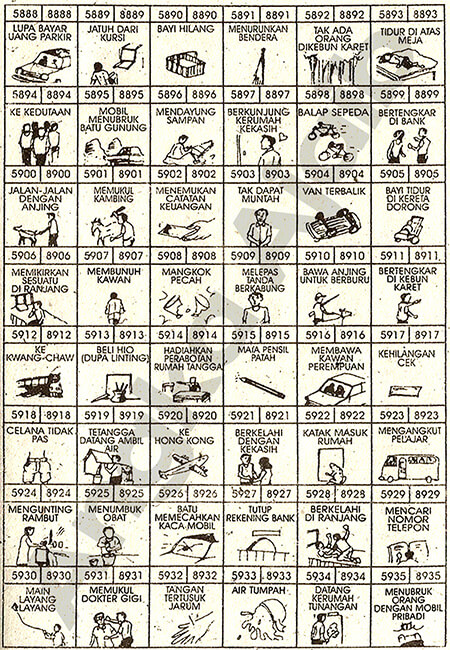 5888 8888 5889 8889 5890 8890 5891 8891 5892 8892 5893 8893
LUPA BAYAR
UANG PARKIR
JATUH DARI
KURSI
BAYI HILANG
MENURUNKAN
BENDERA
TAK ADA
ORANG
DIKEBUN KARET
TIDUR DI ATAS
MEJA
5894 8894 5895 8895 5896 8896 5897 8897 5898 8898 5899 8899
KE KEDUTAAN
MOBIL
MENUBRUK
BATU GUNUNG
MENDAYUNG
SAMPAN
BERKUNJUNG
KERUMAH
KEKASIH
BALAP SEPEDA
BERTENGKAR
DI BANK
5900 8900 5901 8901 5902 8902 5903 8903 5904 8904 5905 8905
JALAN-JALAN
DENGAN
ANJING
MEMUKUL
KAMBING
MENEMUKAN
CATATAN
KEUANGAN
TAK DAPAT
MUNTAH
VAN TERBALIK
BAYI TIDUR
DI KERETA
DORONG
5906 8906 5907 8907 5908 8908 5909 8909 5910 8910 5911 8911
MEMIKIRKAN
SESUATU
DI RANJANG
MEMBUNUH
KAWAN
MANGKOK
PECAH
MELEPAS
TANDA
BERKABUNG
BAWA ANJING
UNTUK BERBURU
BERTENGKAR
DI KEBUN
KARET
5912 8912 5913 8913 5914 8914 5915 8915 5916 8916 5917 8917
KE
KWANG-CHAW
BELI HIO
(DUPA LINTING)
HADIAHKAN
PERABOTAN
RUMAH TANGGA
MATA PENSIL
PATAH
MEMBAWA
KAWAN
PEREMPUAN
KEHILANGAN
CEK
5918 8918 5919 8919 5920 8920 5921 8921 5922 8922 5923 8923
CELANA TIDAK
PAS
TETANGGA
DATANG AMBIL
AIR
KE
HONG KONG
BERKELAHI
DENGAN
KEKASIH
KATAK MASUK
RUMAH
MENGANGKUT
PELAJAR
5924 8924 5925 8925 5926 8926 5927 8927 5928 8928 5929 8929
MENGUNTING
RAMBUT
MENUMBUK
OBAT
BATU
MEMECAHKAN
KACA MOBIL
TUTUP
REKENING BANK
BERKELAHI
DI RANJANG
MENCARI
NOMOR
TELEPON
5930 8930 5931 8931 5932 8932 5933 8933 5934 8934 5935 8935
MAIN
LAYANG
LAYANG
MEMUKUL
DOKTER GIGI
TANGAN
TERTUSUK
JARUM
AIR TUMPAH
DATANG
KERUMAH
TUNANGAN
MENUBRUK
ORANG
DENGAN MOBIL
PRIBADI